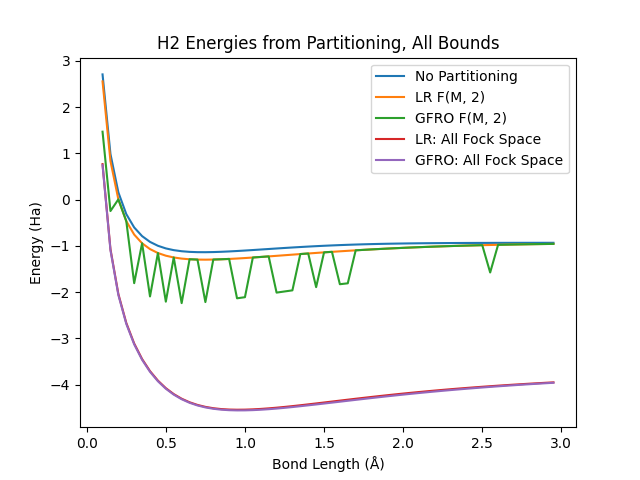 H2 Energies from Partitioning, All Bounds
No Partitioning
LR F(M, 2)
GFRO F(M, 2)
LR: All Fock Space
GFRO: All Fock Space
Energy (Ha)
3
2
1
0
−1
−2
−3
−4
0.0 0.5 1.0 1.5 2.0 2.5 3.0
Bond Length (Å)